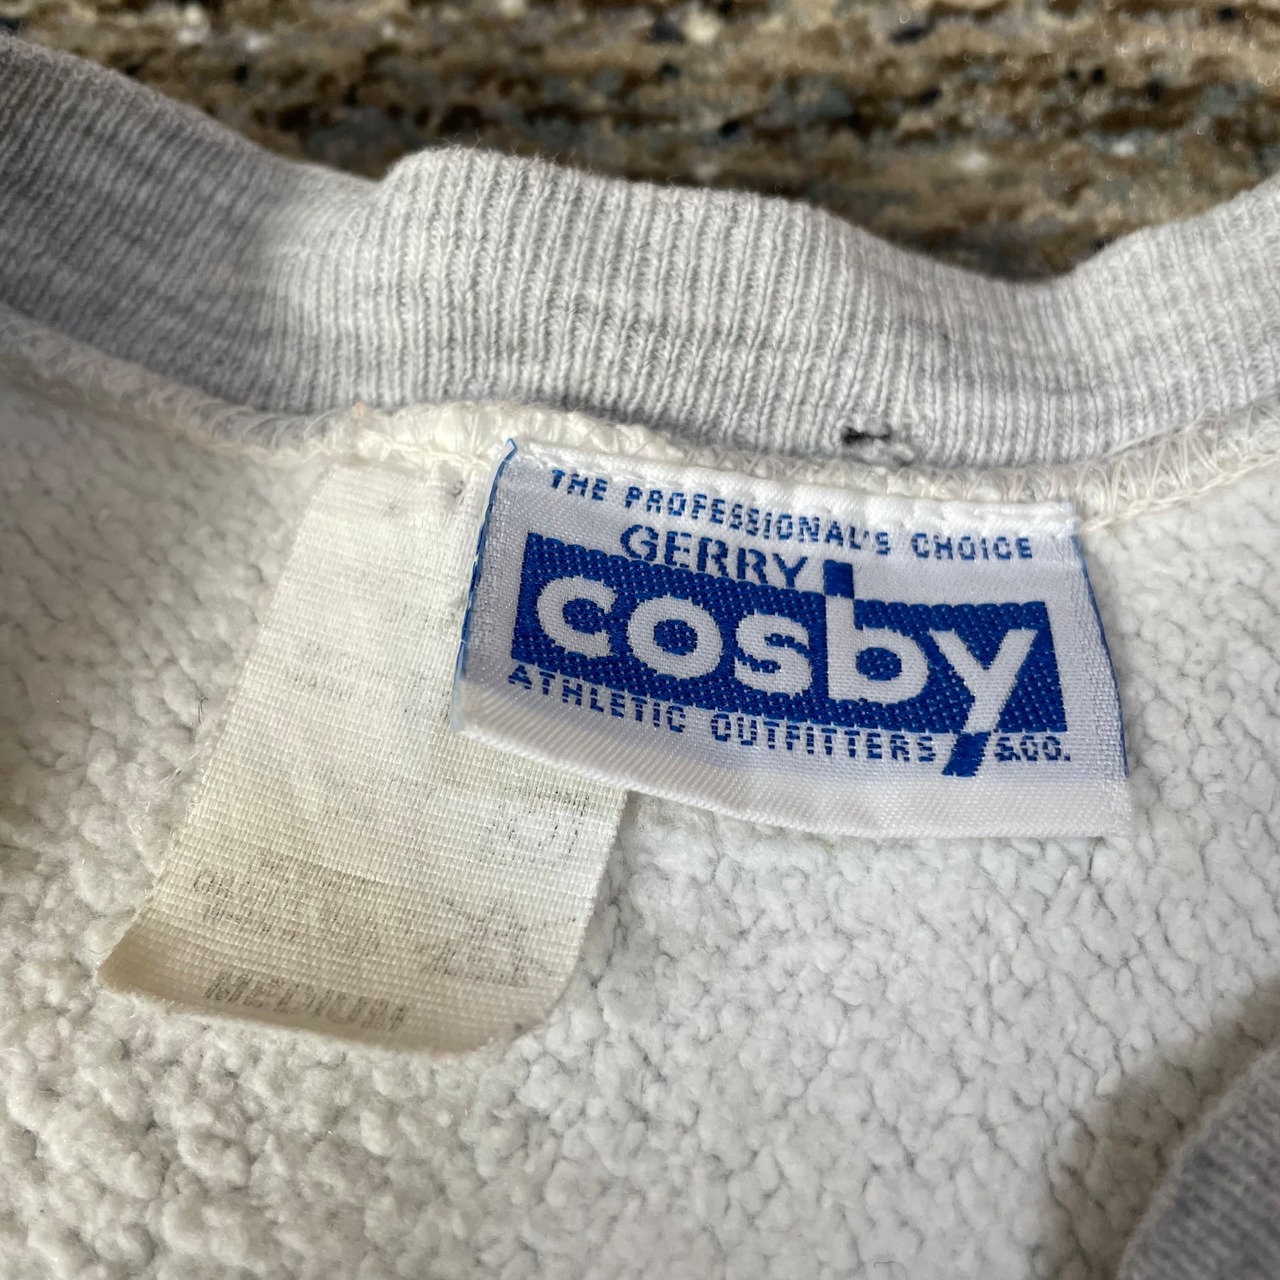 THE PROFESSIONAL'S CHOICE
GERRY
cosby
ATHLETIC OUTFITTERS &CO.
MEDIUM